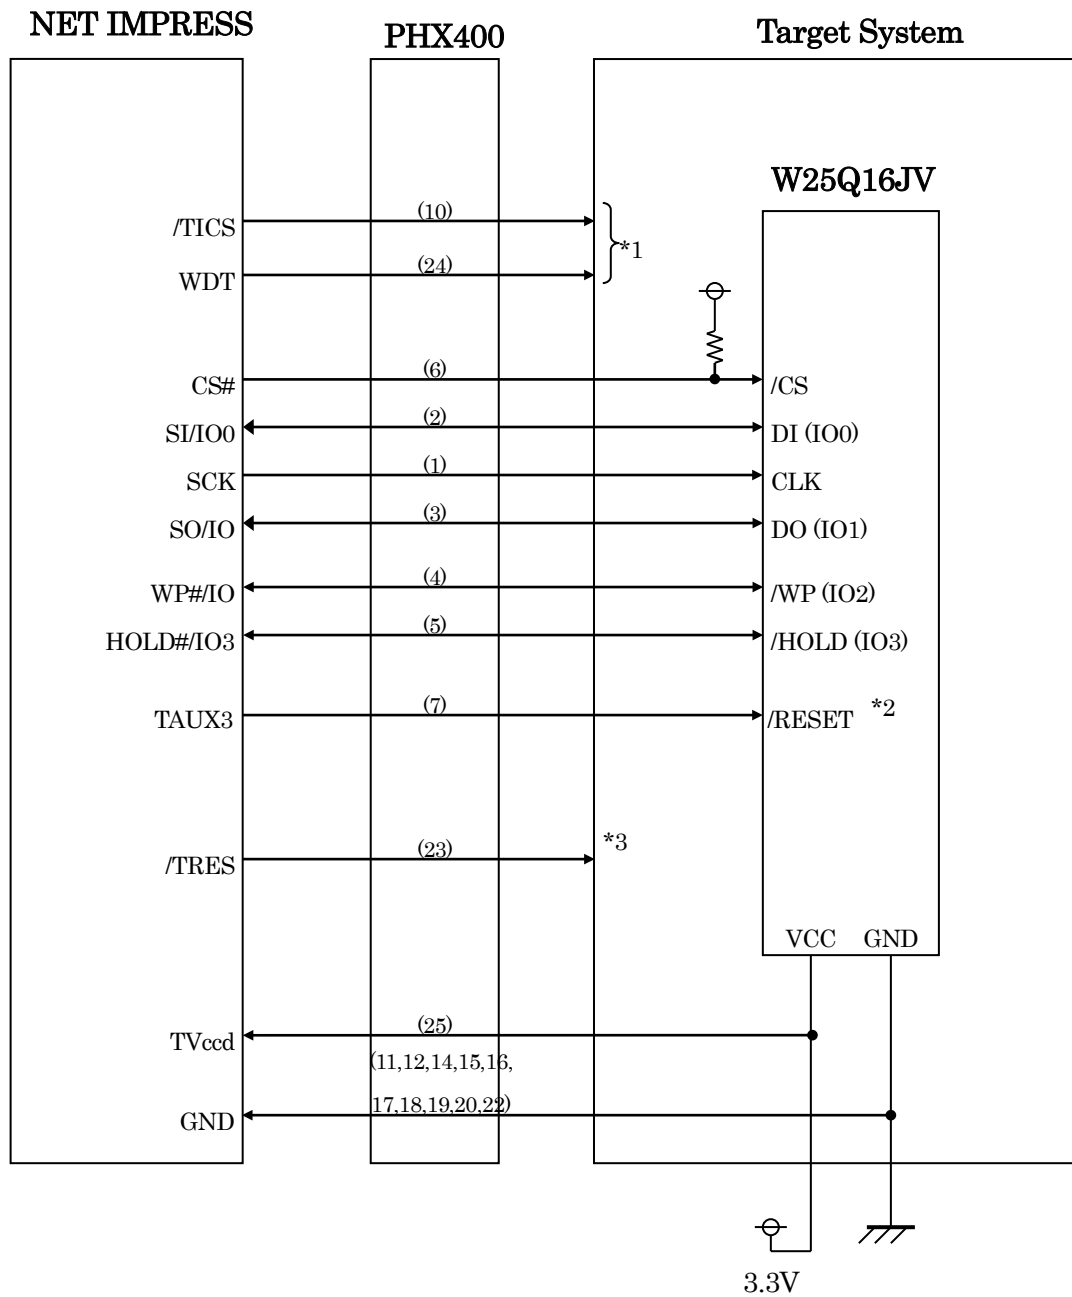 NET IMPRESS
PHX400
Target System
W25Q16JV
/TICS (10)
*1
WDT (24)
CS# (6) /CS
SI/IO0 (2) DI (IO0)
SCK (1) CLK
SO/IO (3) DO (IO1)
WP#/IO (4) /WP (IO2)
HOLD#/IO3 (5) /HOLD (IO3)
TAUX3 (7) /RESET *2
/TRES (23) *3
VCC GND
TVccd (25)
(11,12,14,15,16,
17,18,19,20,22)
GND
3.3V